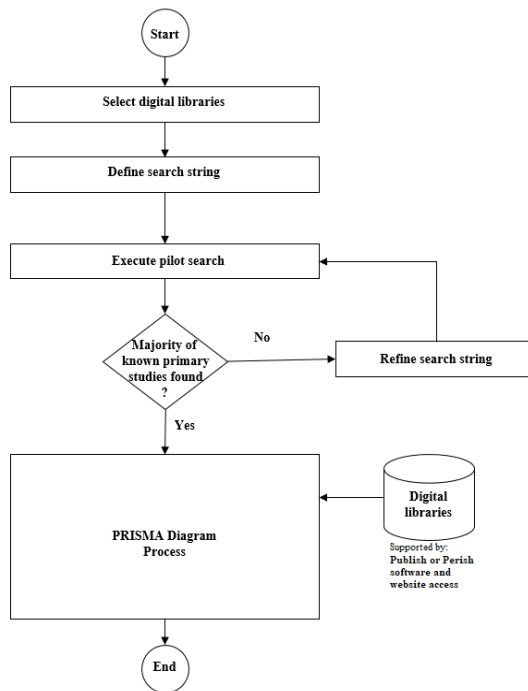 Start
Select digital libraries
Define search string
Execute pilot search
Majority of
known primary
studies found
?
No
Refine search string
Yes
PRISMA Diagram
Process
Digital
libraries
Supported by:
Publish or Perish
software and
website access
End